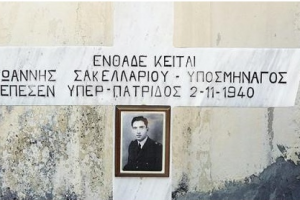 ΕΝΘΑΔΕ ΚΕΙΤΑΙ
ΙΩΑΝΝΗΣ ΣΑΚΕΛΛΑΡΙΟΥ - ΥΠΟΣΜΗΝΑΓΟΣ
ΕΠΕΣΕΝ ΥΠΕΡ-ΠΑΤΡΙΔΟΣ 2-11-1940